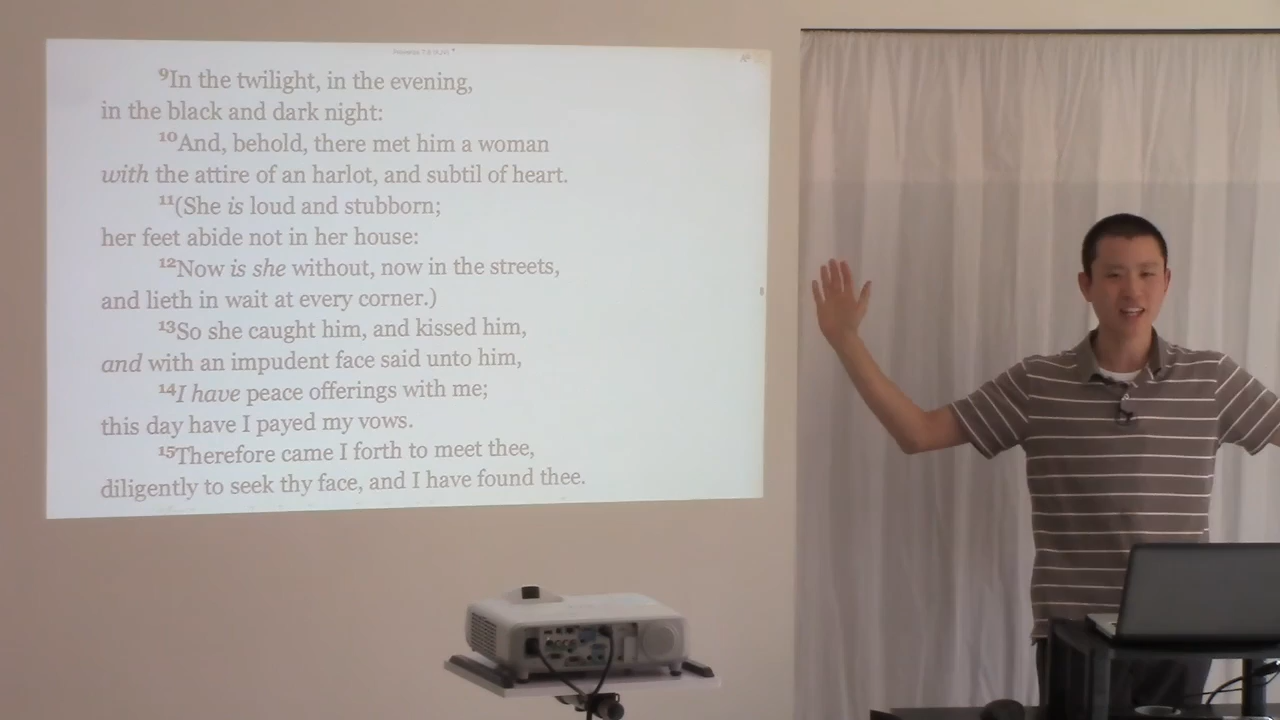 ⁹In the twilight, in the evening,
in the black and dark night:
¹⁰And, behold, there met him a woman
with the attire of an harlot, and subtil of heart.
¹¹(She is loud and stubborn;
her feet abide not in her house:
¹²Now is she without, now in the streets,
and lieth in wait at every corner.)
¹³So she caught him, and kissed him,
and with an impudent face said unto him,
¹⁴I have peace offerings with me;
this day have I payed my vows.
¹⁵Therefore came I forth to meet thee,
diligently to seek thy face, and I have found thee.